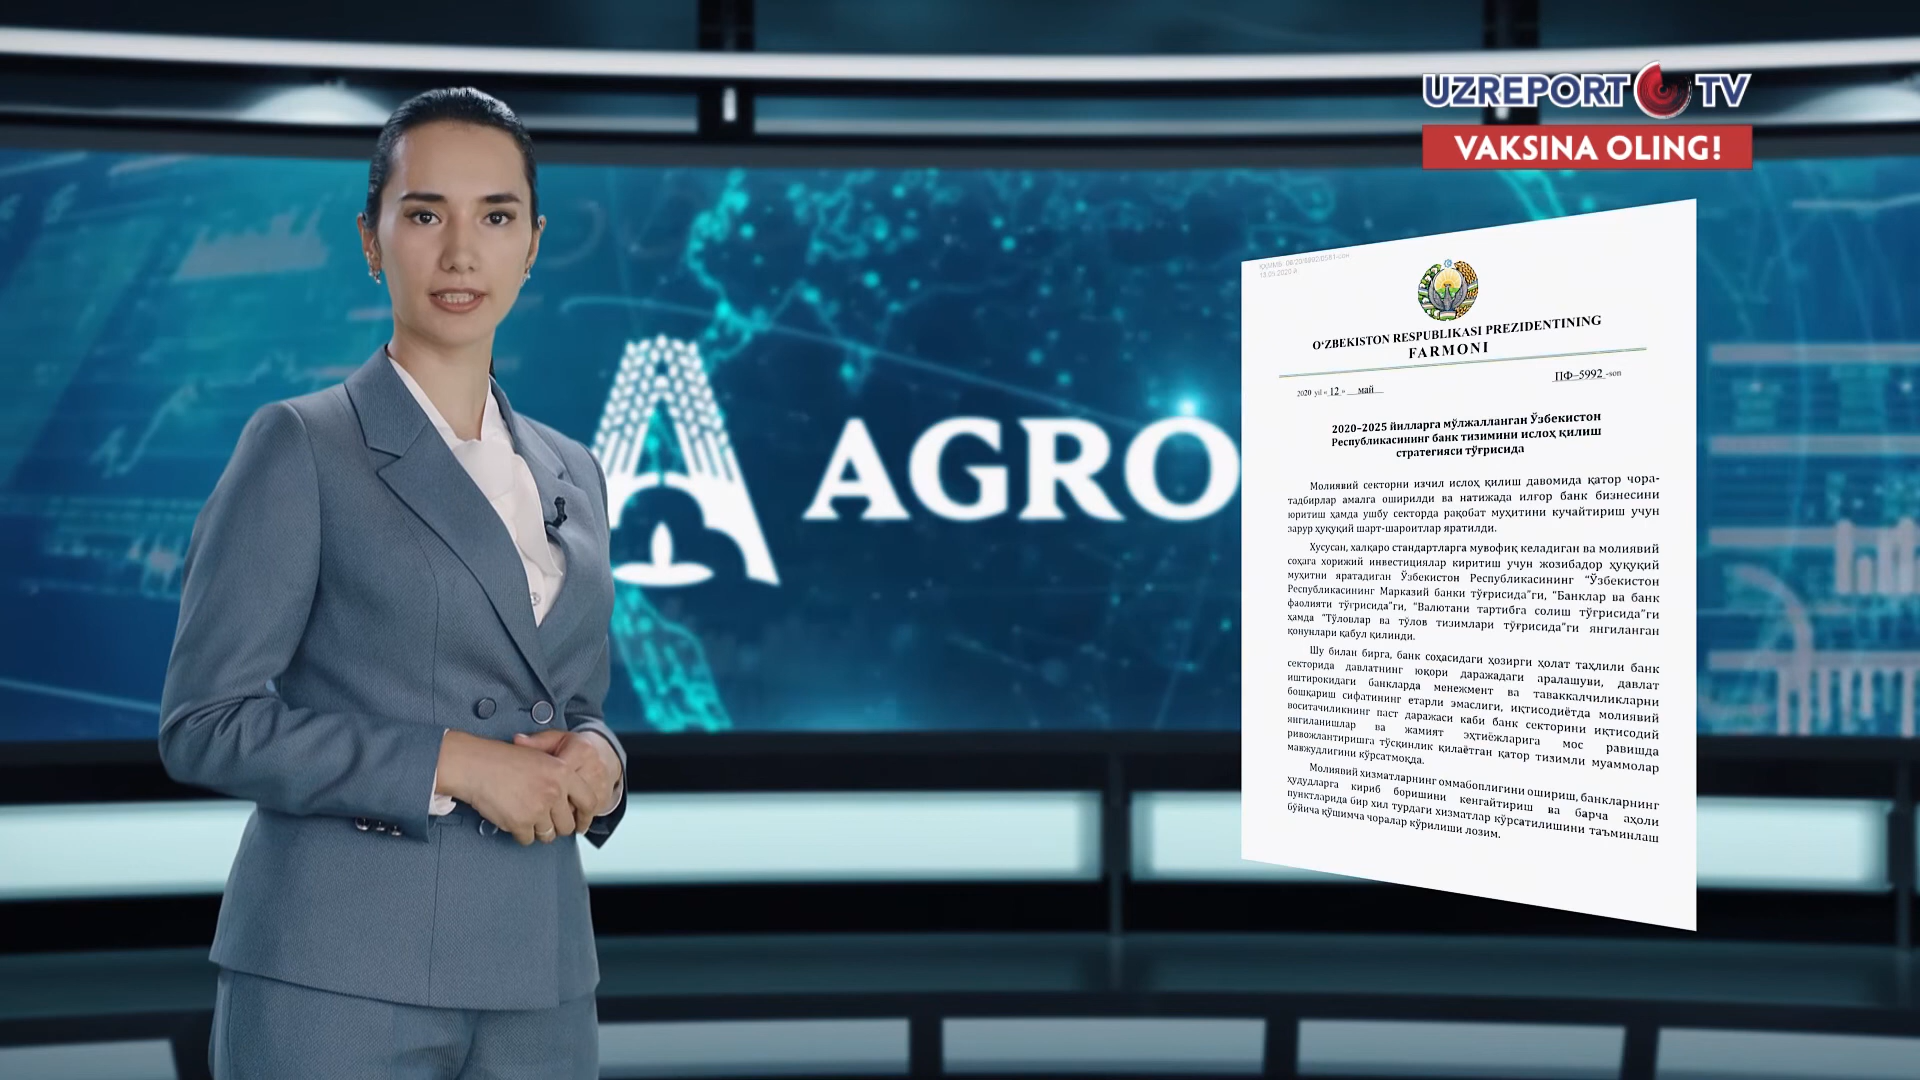 UZREPORT TV
VAKSINA OLING!
AGRO
13.05.2020 й.
O‘ZBEKISTON RESPUBLIKASI PREZIDENTINING
FARMONI
2020 yil « 12 » май
ПФ–5992 -son
2020–2025 йилларга мўлжалланган Ўзбекистон
Республикасининг банк тизимини ислоҳ қилиш
стратегияси тўғрисида
Молиявий секторни изчил ислоҳ қилиш давомида қатор чора-
тадбирлар амалга оширилди ва натижада илғор банк бизнесини
юритиш ҳамда ушбу секторда рақобат муҳитини кучайтириш учун
зарур ҳуқуқий шарт-шароитлар яратилди.
Хусусан, халқаро стандартларга мувофиқ келадиган ва молиявий
соҳага хорижий инвестициялар киритиш учун жозибадор ҳуқуқий
муҳитни яратадиган Ўзбекистон Республикасининг “Ўзбекистон
Республикасининг Марказий банки тўғрисида”ги, “Банклар ва банк
фаолияти тўғрисида”ги, “Валютани тартибга солиш тўғрисида”ги
ҳамда “Тўловлар ва тўлов тизимлари тўғрисида”ги янгиланган
қонунлари қабул қилинди.
Шу билан бирга, банк соҳасидаги ҳозирги ҳолат таҳлили банк
секторида давлатнинг юқори даражадаги аралашуви, давлат
иштирокидаги банкларда менежмент ва таваккалчиликларни
бошқариш сифатининг етарли эмаслиги, иқтисодиётда молиявий
воситачиликнинг паст даражаси каби банк секторини иқтисодий
янгиланишлар ва жамият эҳтиёжларига мос равишда
ривожлантиришга тўсқинлик қилаётган қатор тизимли муаммолар
мавжудлигини кўрсатмоқда.
Молиявий хизматларнинг оммабоплигини ошириш, банкларнинг
ҳудудларга кириб боришини кенгайтириш ва барча аҳоли
пунктларида бир хил турдаги хизматлар кўрсатилишини таъминлаш
бўйича қўшимча чоралар кўрилиши лозим.